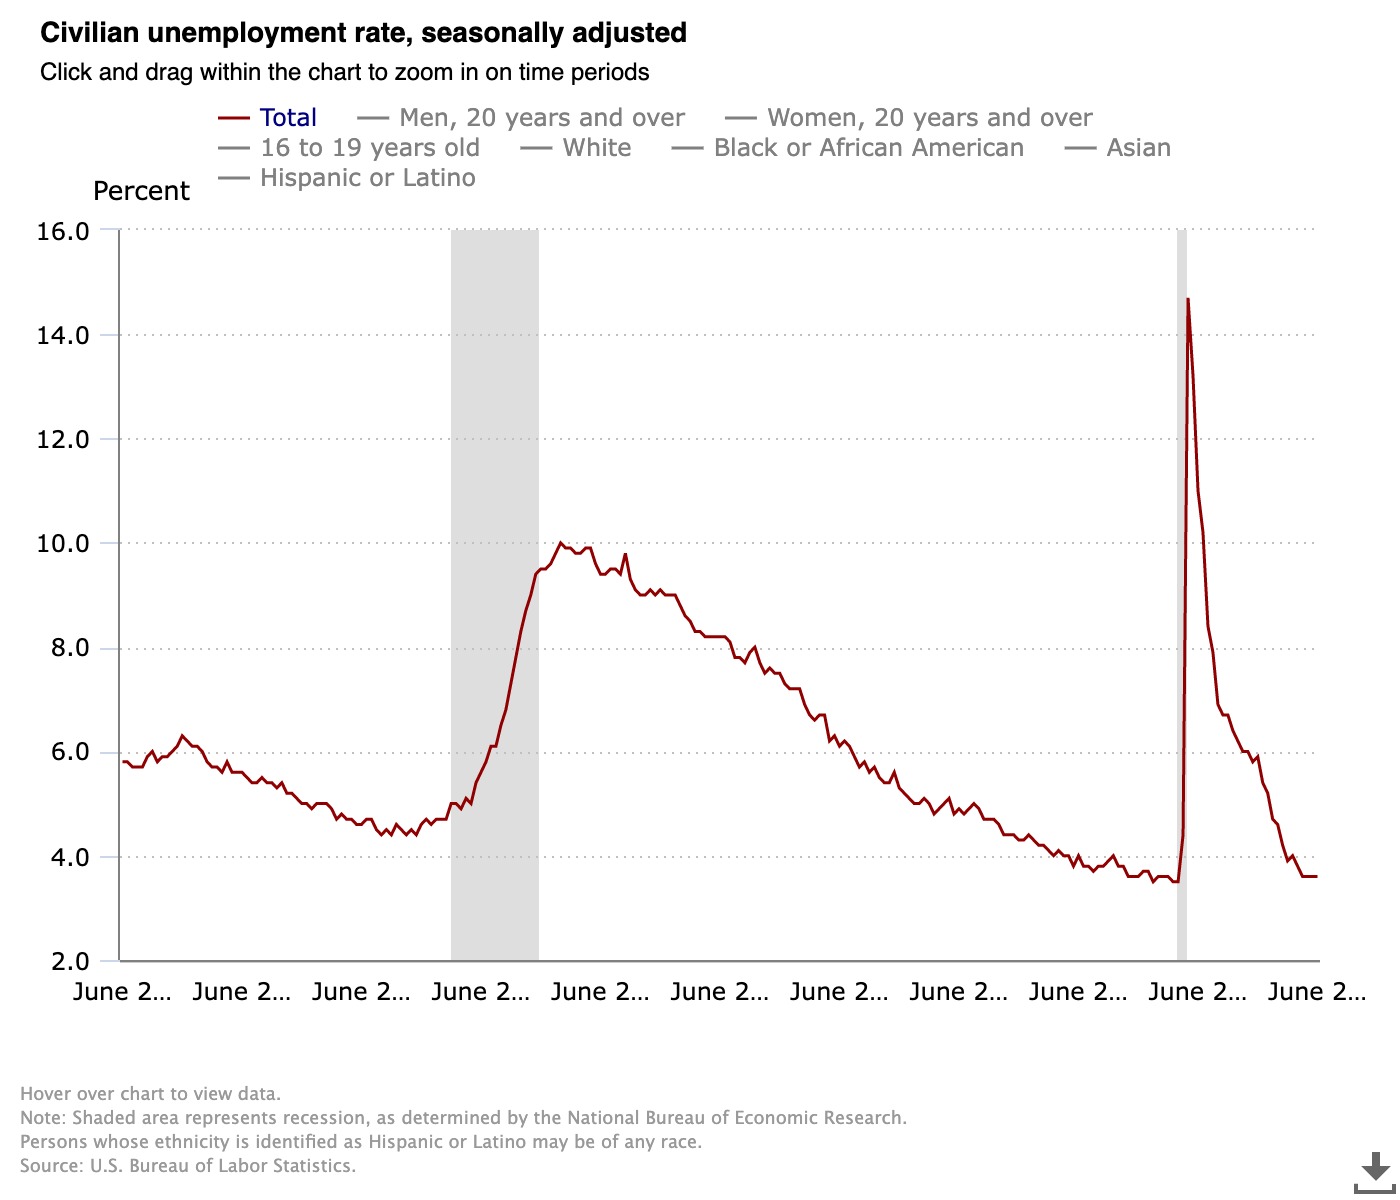 Civilian unemployment rate, seasonally adjusted
Click and drag within the chart to zoom in on time periods
Total Men, 20 years and over Women, 20 years and over
16 to 19 years old White Black or African American Asian
Hispanic or Latino
Percent
16.0
14.0
12.0
10.0
8.0
6.0
4.0
2.0
June 2... June 2... June 2... June 2... June 2... June 2... June 2... June 2... June 2... June 2... June 2...
Hover over chart to view data.
Note: Shaded area represents recession, as determined by the National Bureau of Economic Research.
Persons whose ethnicity is identified as Hispanic or Latino may be of any race.
Source: U.S. Bureau of Labor Statistics.